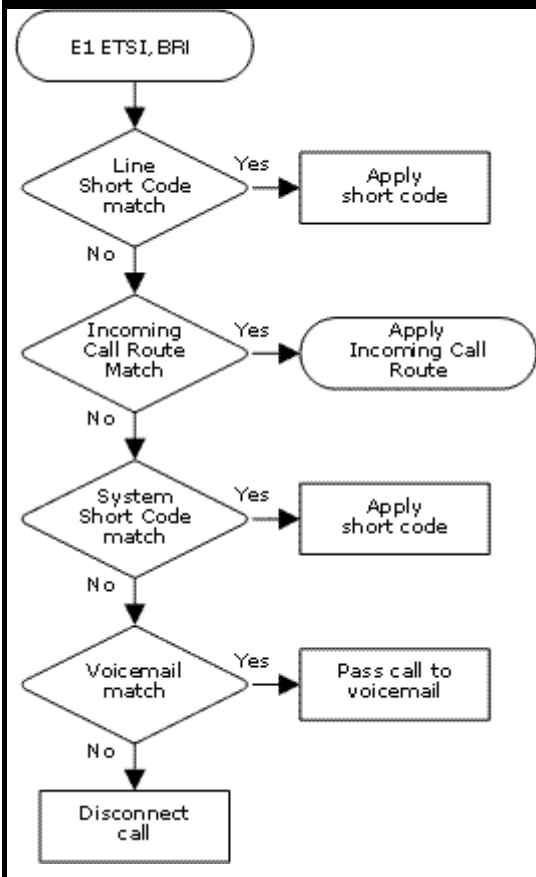 E1 ETSI, BRI
Line
Short Code
match
Yes
Apply
short code
No
Incoming
Call Route
Match
Yes
Apply
Incoming Call
Route
No
System
Short Code
match
Yes
Apply
short code
No
Voicemail
match
Yes
Pass call to
voicemail
No
Disconnect
call